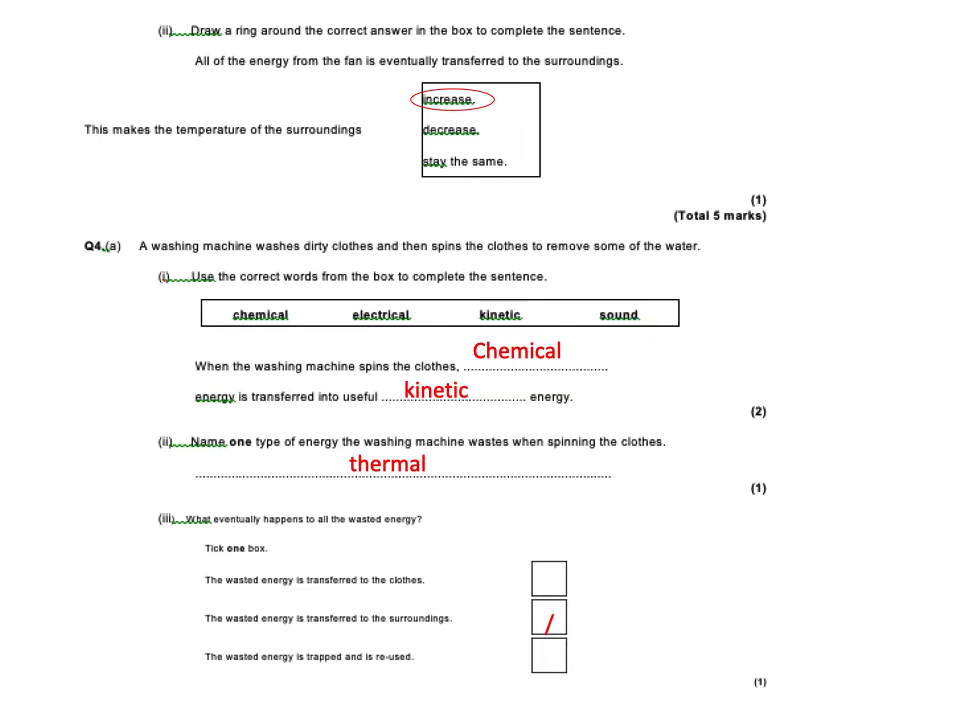 (ii) Draw a ring around the correct answer in the box to complete the sentence.
All of the energy from the fan is eventually transferred to the surroundings.
increase.
This makes the temperature of the surroundings decrease.
stay the same.
(1)
(Total 5 marks)
Q4.(a) A washing machine washes dirty clothes and then spins the clothes to remove some of the water.
(i) Use the correct words from the box to complete the sentence.
chemical electrical kinetic sound
When the washing machine spins the clothes, Chemical
energy is transferred into useful kinetic energy.
(2)
(ii) Name one type of energy the washing machine wastes when spinning the clothes.
thermal
(1)
(iii) What eventually happens to all the wasted energy?
Tick one box.
The wasted energy is transferred to the clothes.
The wasted energy is transferred to the surroundings. /
The wasted energy is trapped and is re-used.
(1)